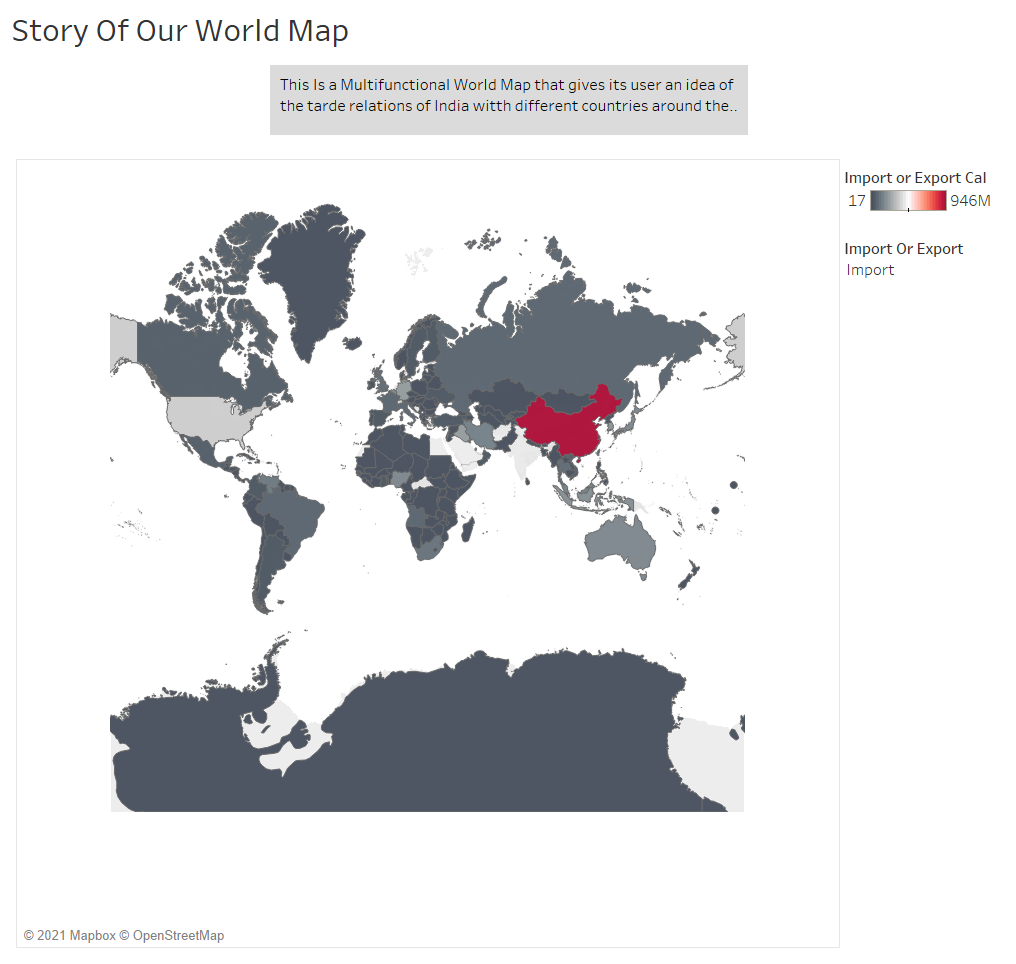 Story Of Our World Map
This Is a Multifunctional World Map that gives its user an idea of
the tarde relations of India witth different countries around the..
Import or Export Cal
17 946M
Import Or Export
Import
© 2021 Mapbox © OpenStreetMap